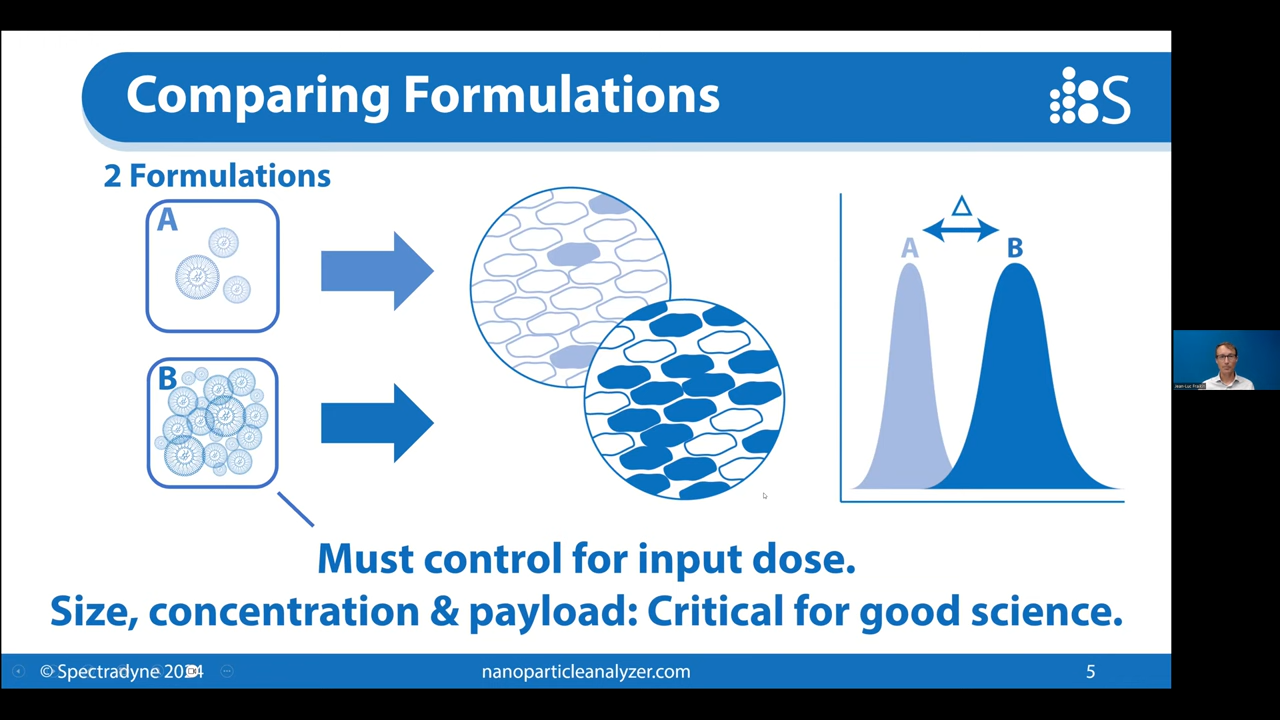 Comparing Formulations
S
2 Formulations
A
B
Δ
A
B
Must control for input dose.
Size, concentration & payload: Critical for good science.
© Spectradyne 2024
nanoparticleanalyzer.com
5